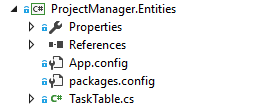 ProjectManager.Entities
Properties
References
App.config
packages.config
TaskTable.cs